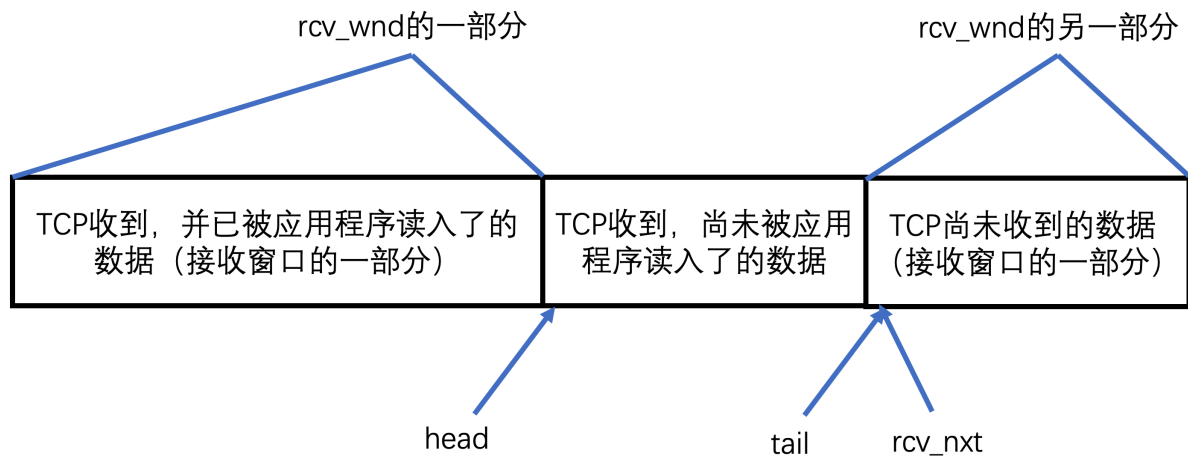 rcv_wnd的一部分
rcv_wnd的另一部分
TCP收到，并已被应用程序读入了的
数据（接收窗口的一部分）
TCP收到，尚未被应用
程序读入了的数据
TCP尚未收到的数据
（接收窗口的一部分）
head
tail
rcv_nxt